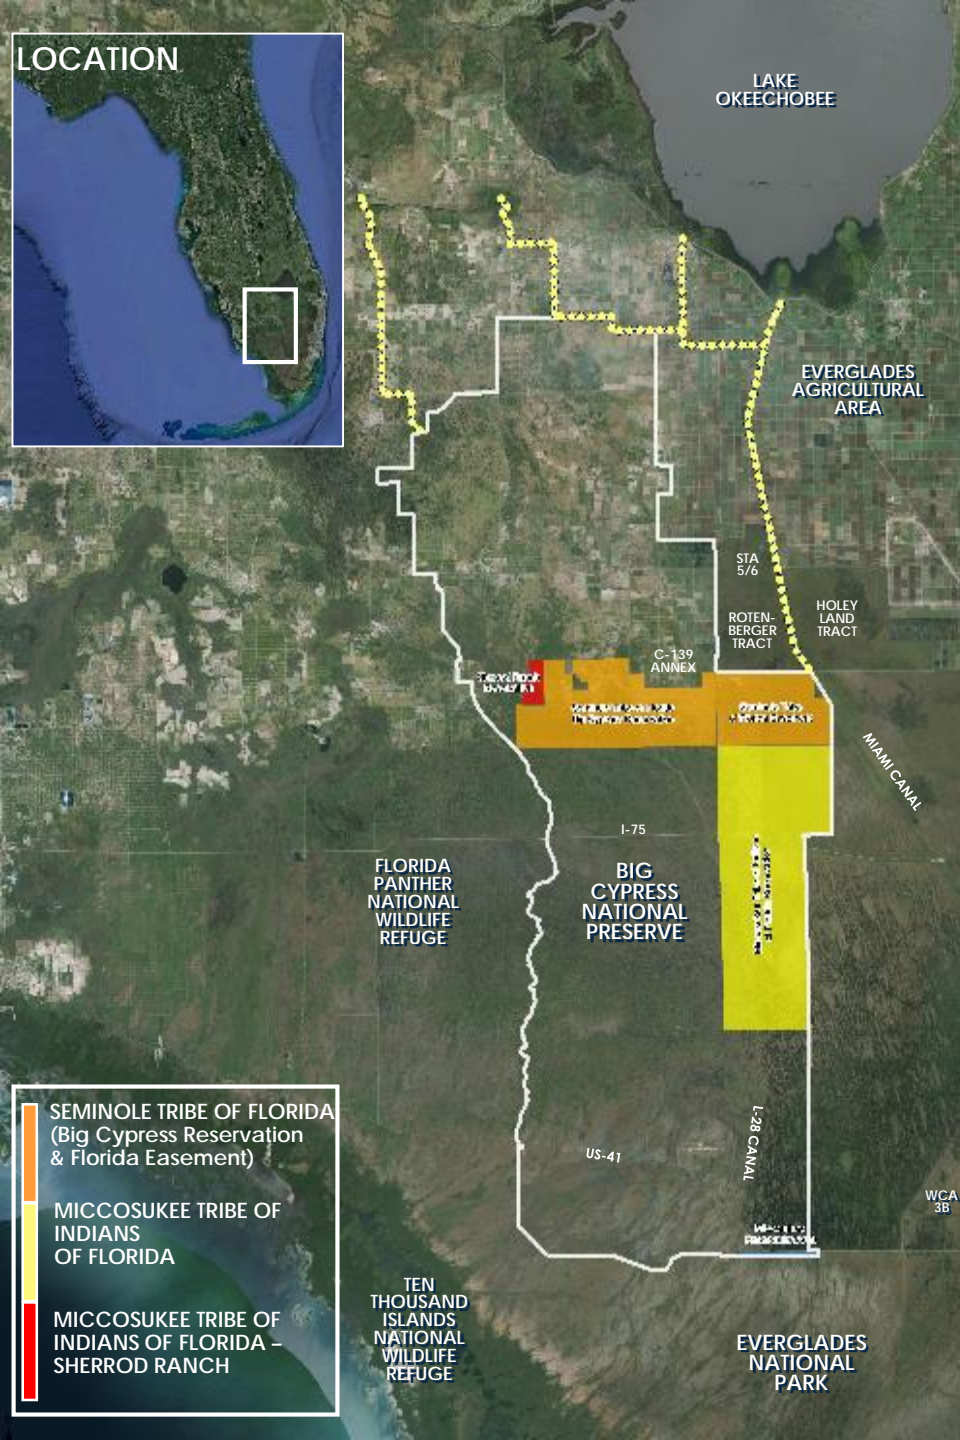 LOCATION
LAKE
OKEECHOBEE
EVERGLADES
AGRICULTURAL
AREA
STA
5/6
ROTEN-
BERGER
TRACT
HOLEY
LAND
TRACT
C-139
ANNEX
MIAMI CANAL
I-75
FLORIDA
PANTHER
NATIONAL
WILDLIFE
REFUGE
BIG
CYPRESS
NATIONAL
PRESERVE
L-28 CANAL
US-41
WCA
3B
TEN
THOUSAND
ISLANDS
NATIONAL
WILDLIFE
REFUGE
EVERGLADES
NATIONAL
PARK
SEMINOLE TRIBE OF FLORIDA
(Big Cypress Reservation
& Florida Easement)
MICCOSUKEE TRIBE OF
INDIANS
OF FLORIDA
MICCOSUKEE TRIBE OF
INDIANS OF FLORIDA –
SHERROD RANCH